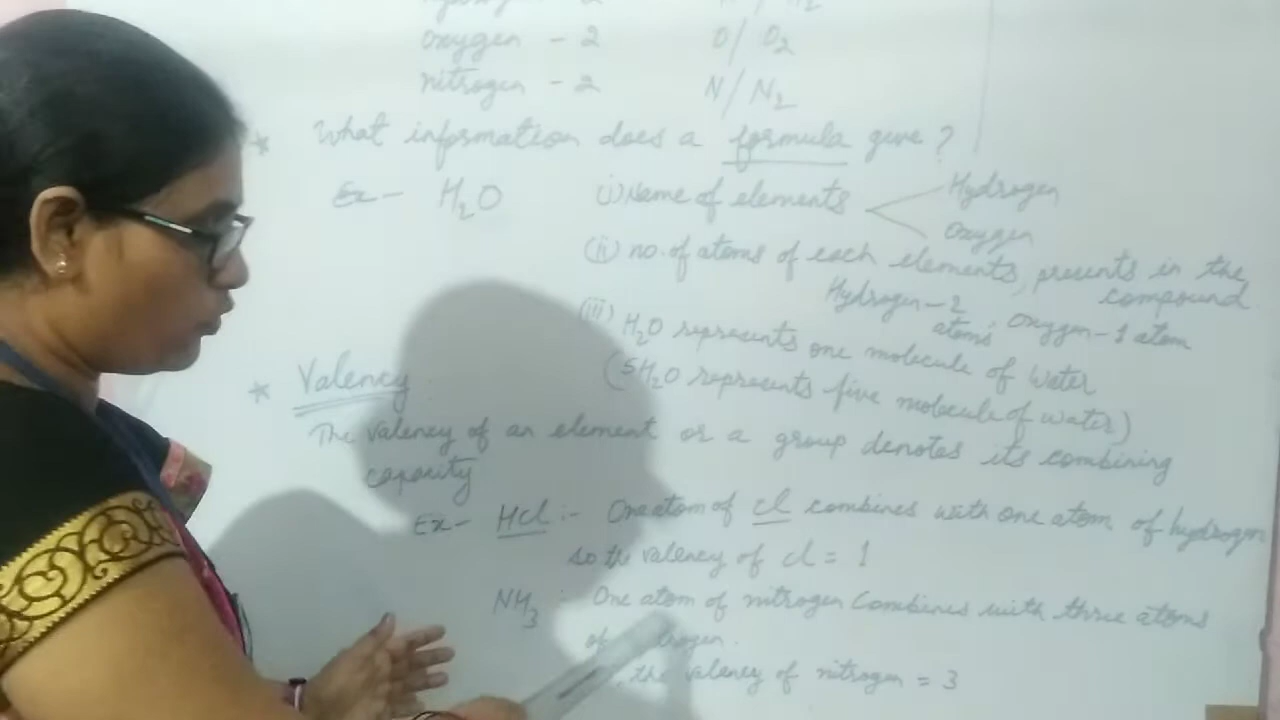 oxygen - 2 O / O2
nitrogen - 2 N / N2
* What information does a formula give ?
Ex - H2O (i) Name of elements Hydrogen
Oxygen
(ii) no. of atoms of each elements, presents in the compound
Hydrogen - 2 atoms Oxygen - 1 atom
(iii) H2O represents one molecule of water
(5H2O represents five molecule of water)
* Valency
The valency of an element or a group denotes its combining
capacity
Ex - HCl :- One atom of Cl combines with one atom of hydrogen
so the valency of Cl = 1
NH3 : One atom of nitrogen combines with three atoms
of
the valency of nitrogen = 3